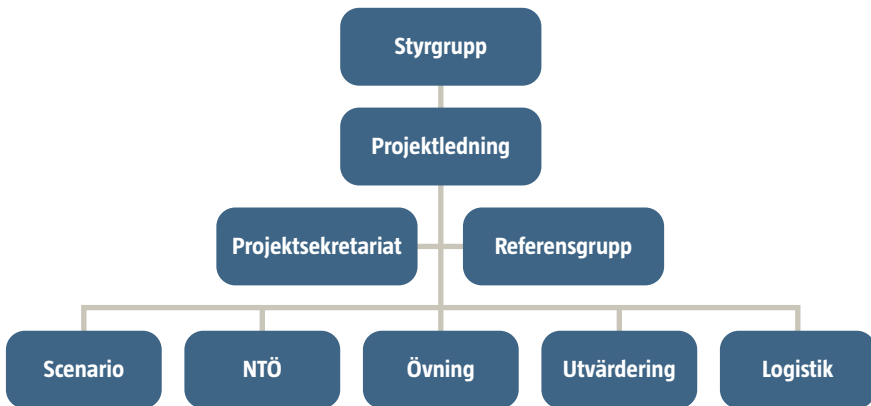 Styrgrupp
Projektledning
Projektsekretariat
Referensgrupp
Scenario
NTÖ
Övning
Utvärdering
Logistik